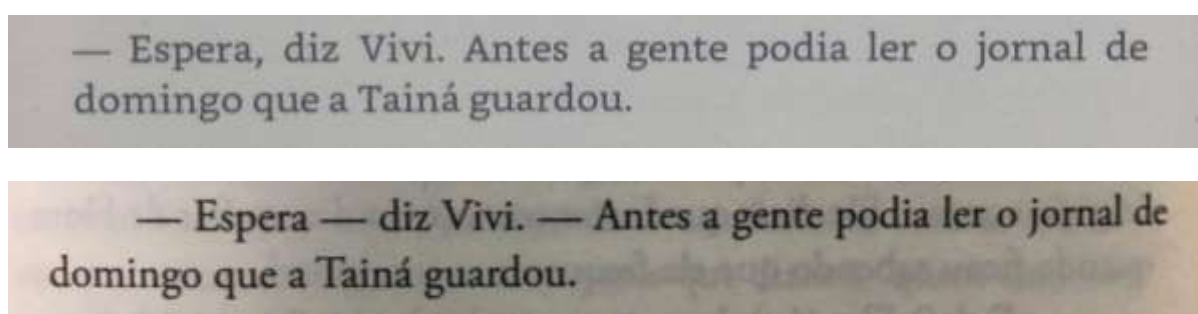 — Espera, diz Vivi. Antes a gente podia ler o jornal de
domingo que a Tainá guardou.
— Espera — diz Vivi. — Antes a gente podia ler o jornal de
domingo que a Tainá guardou.